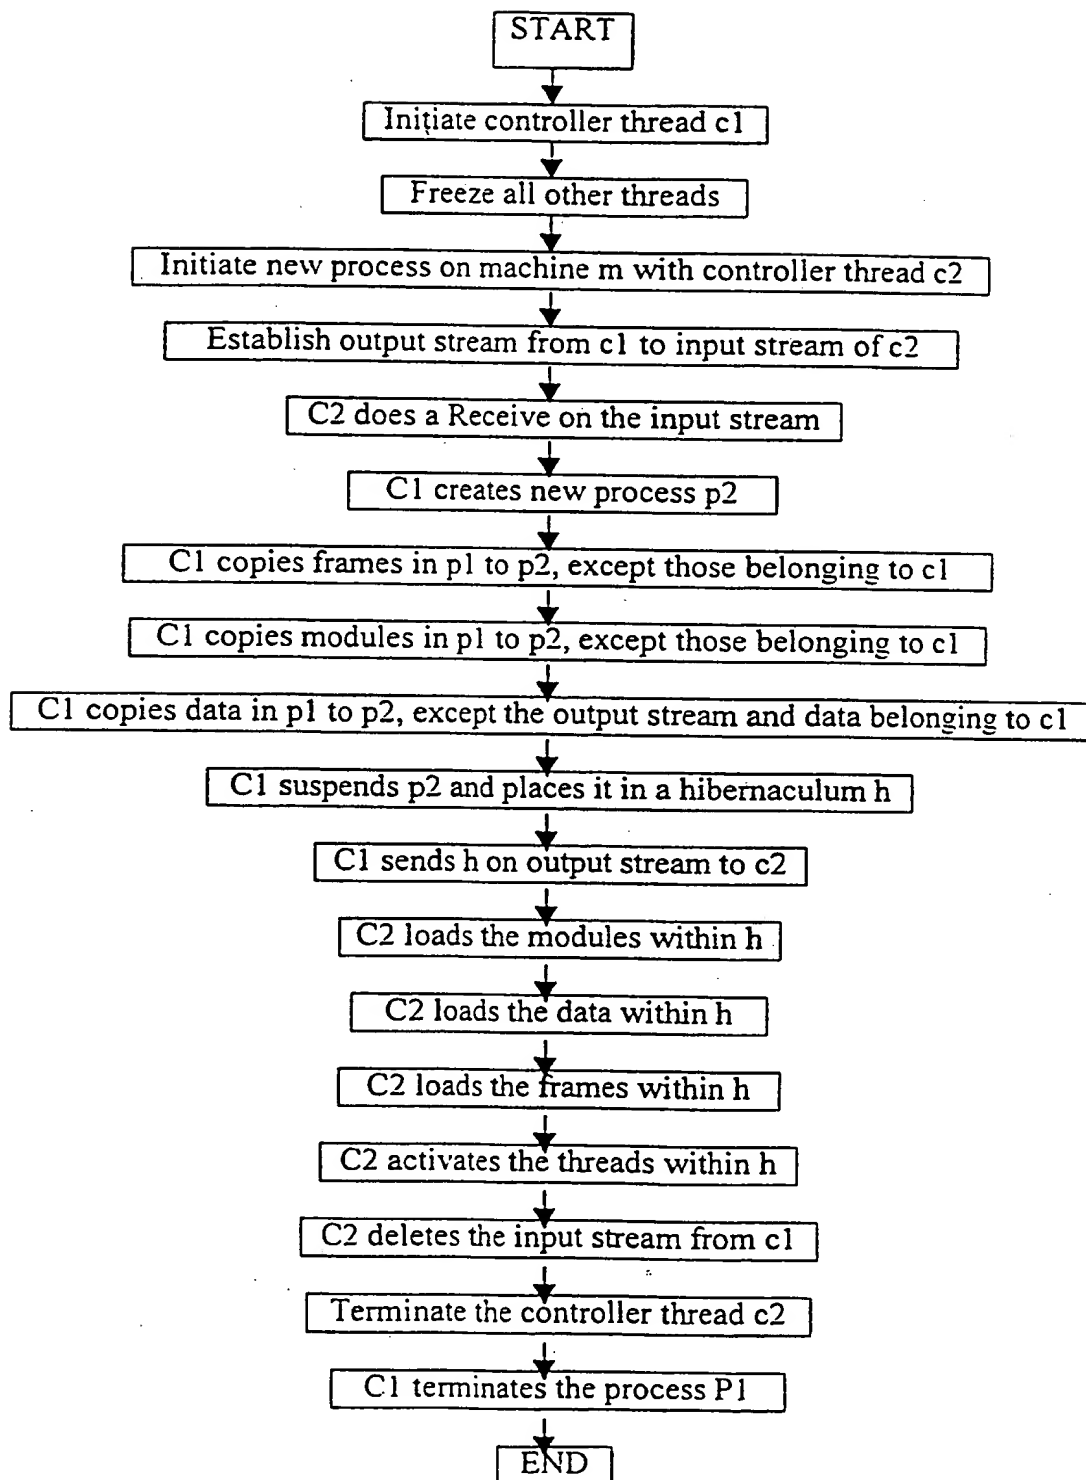 START
Initiate controller thread c1
Freeze all other threads
Initiate new process on machine m with controller thread c2
Establish output stream from c1 to input stream of c2
C2 does a Receive on the input stream
C1 creates new process p2
C1 copies frames in p1 to p2, except those belonging to c1
C1 copies modules in p1 to p2, except those belonging to c1
C1 copies data in p1 to p2, except the output stream and data belonging to c1
C1 suspends p2 and places it in a hibernaculum h
C1 sends h on output stream to c2
C2 loads the modules within h
C2 loads the data within h
C2 loads the frames within h
C2 activates the threads within h
C2 deletes the input stream from c1
Terminate the controller thread c2
C1 terminates the process P1
END